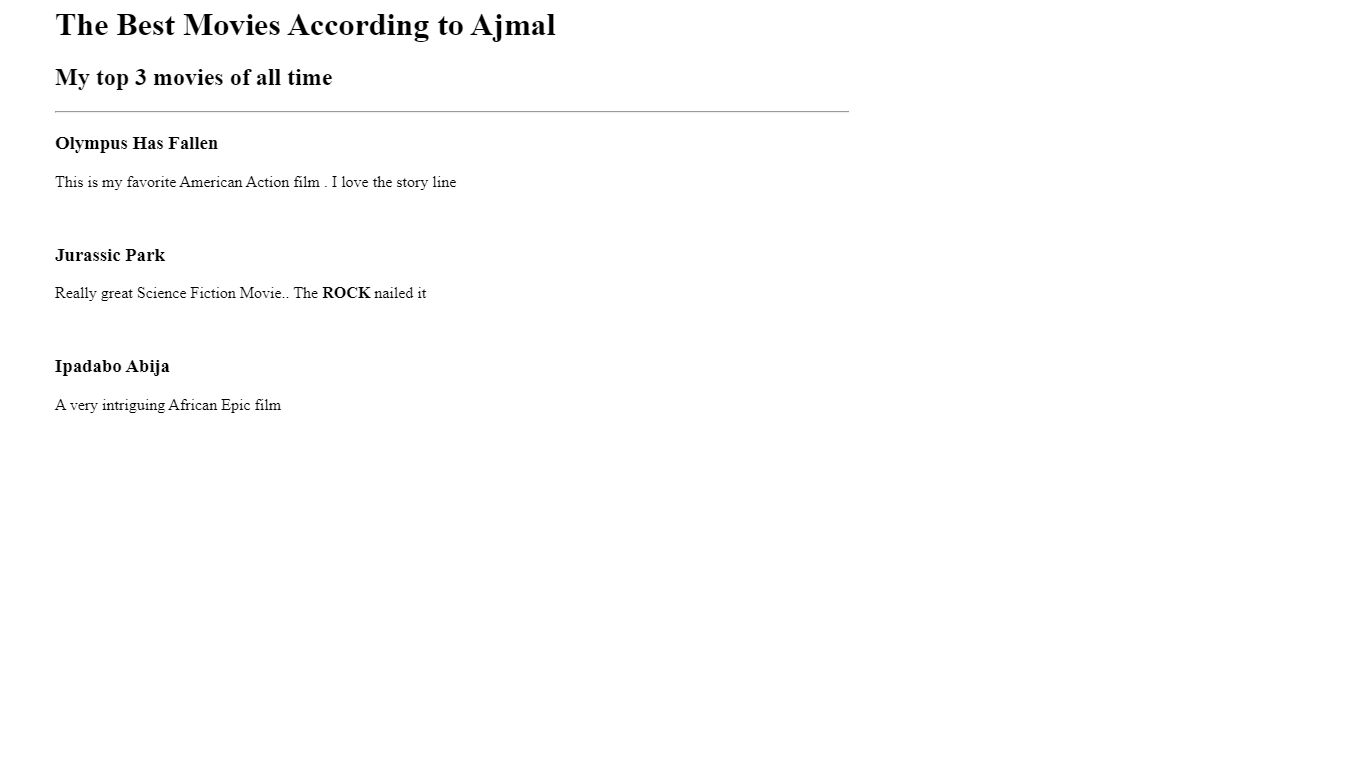 The Best Movies According to Ajmal
My top 3 movies of all time
Olympus Has Fallen
This is my favorite American Action film . I love the story line
Jurassic Park
Really great Science Fiction Movie.. The ROCK nailed it
Ipadabo Abija
A very intriguing African Epic film